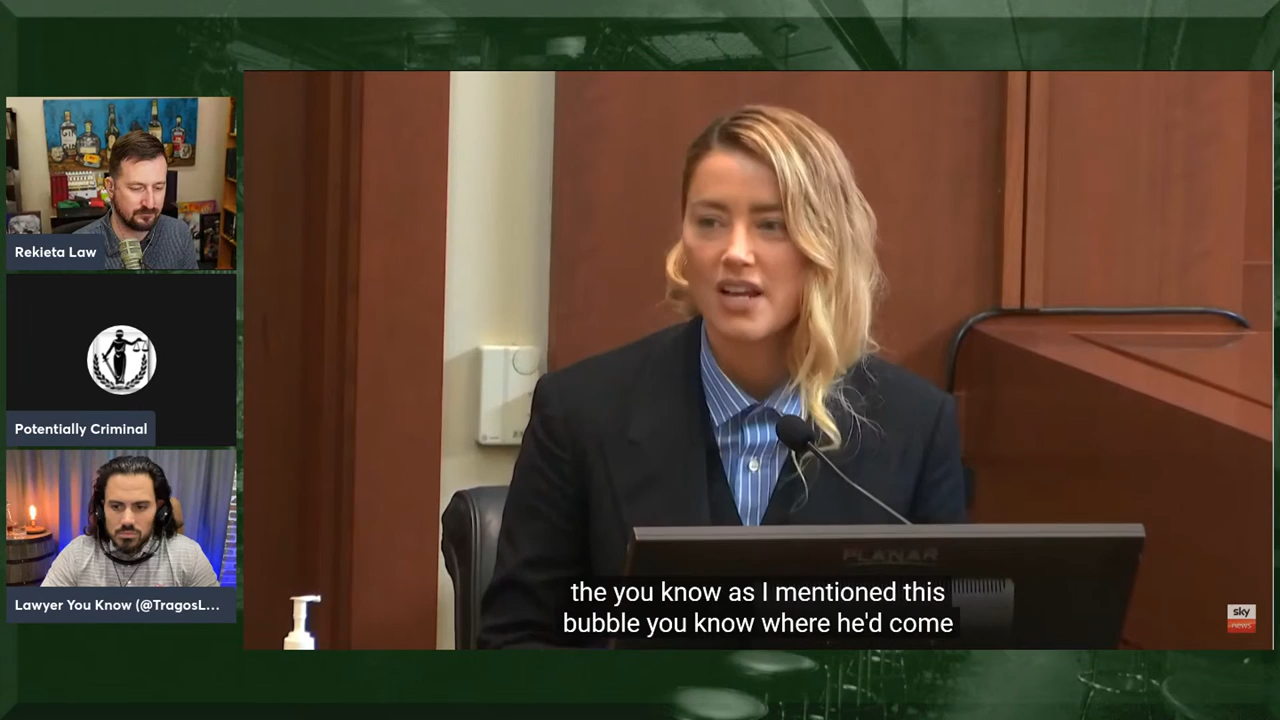 Rekieta Law
Potentially Criminal
Lawyer You Know (@TragosL...
PLANAR
the you know as I mentioned this
bubble you know where he'd come
sky
news